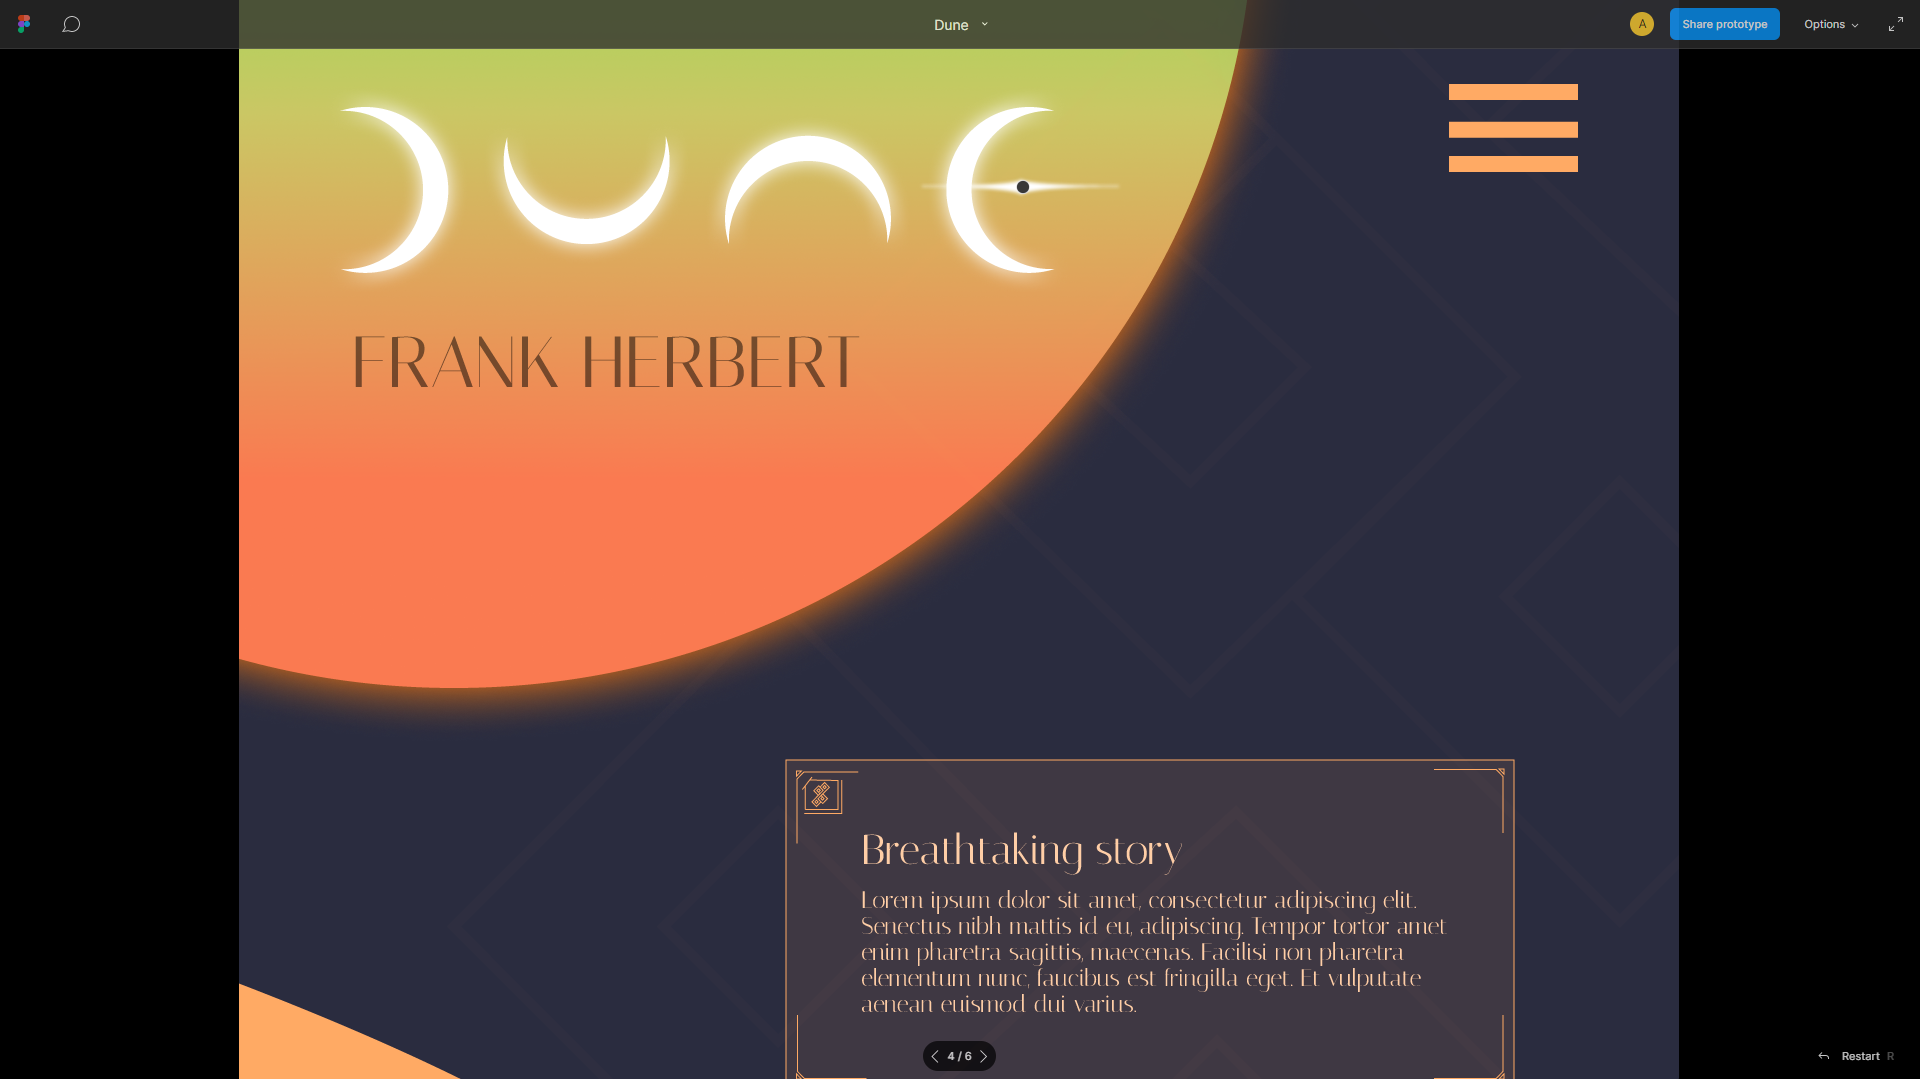 Dune
A
Share prototype
Options
DUNE
FRANK HERBERT
Breathtaking story
Lorem ipsum dolor sit amet, consectetur adipiscing elit.
Senectus nibh mattis id eu, adipiscing. Tempor tortor amet
enim pharetra sagittis, maecenas. Facilisi non pharetra
elementum nunc, faucibus est fringilla eget. Et vulputate
aenean euismod dui varius.
4 / 6
Restart R